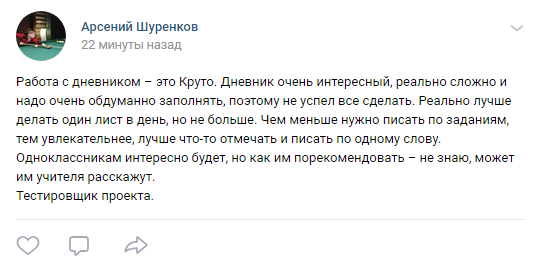 Арсений Шуренков
22 минуты назад
Работа с дневником – это Круто. Дневник очень интересный, реально сложно и
надо очень обдуманно заполнять, поэтому не успел все сделать. Реально лучше
делать один лист в день, но не больше. Чем меньше нужно писать по заданиям,
тем увлекательнее, лучше что-то отмечать и писать по одному слову.
Одноклассникам интересно будет, но как им порекомендовать – не знаю, может
им учителя расскажут.
Тестировщик проекта.